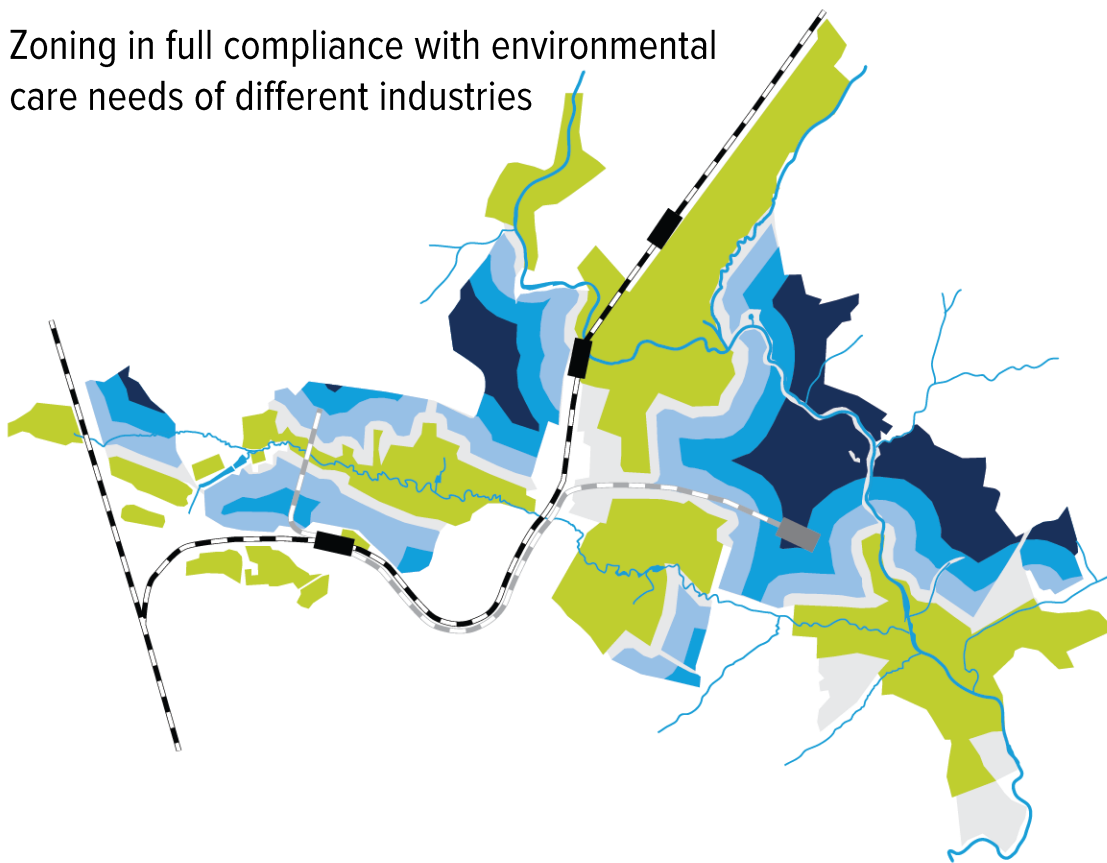 Zoning in full compliance with environmental
care needs of different industries